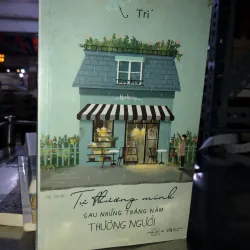 Trí
Tự thương mình
SAU NHỮNG THÁNG NĂM
THƯƠNG NGƯỜI